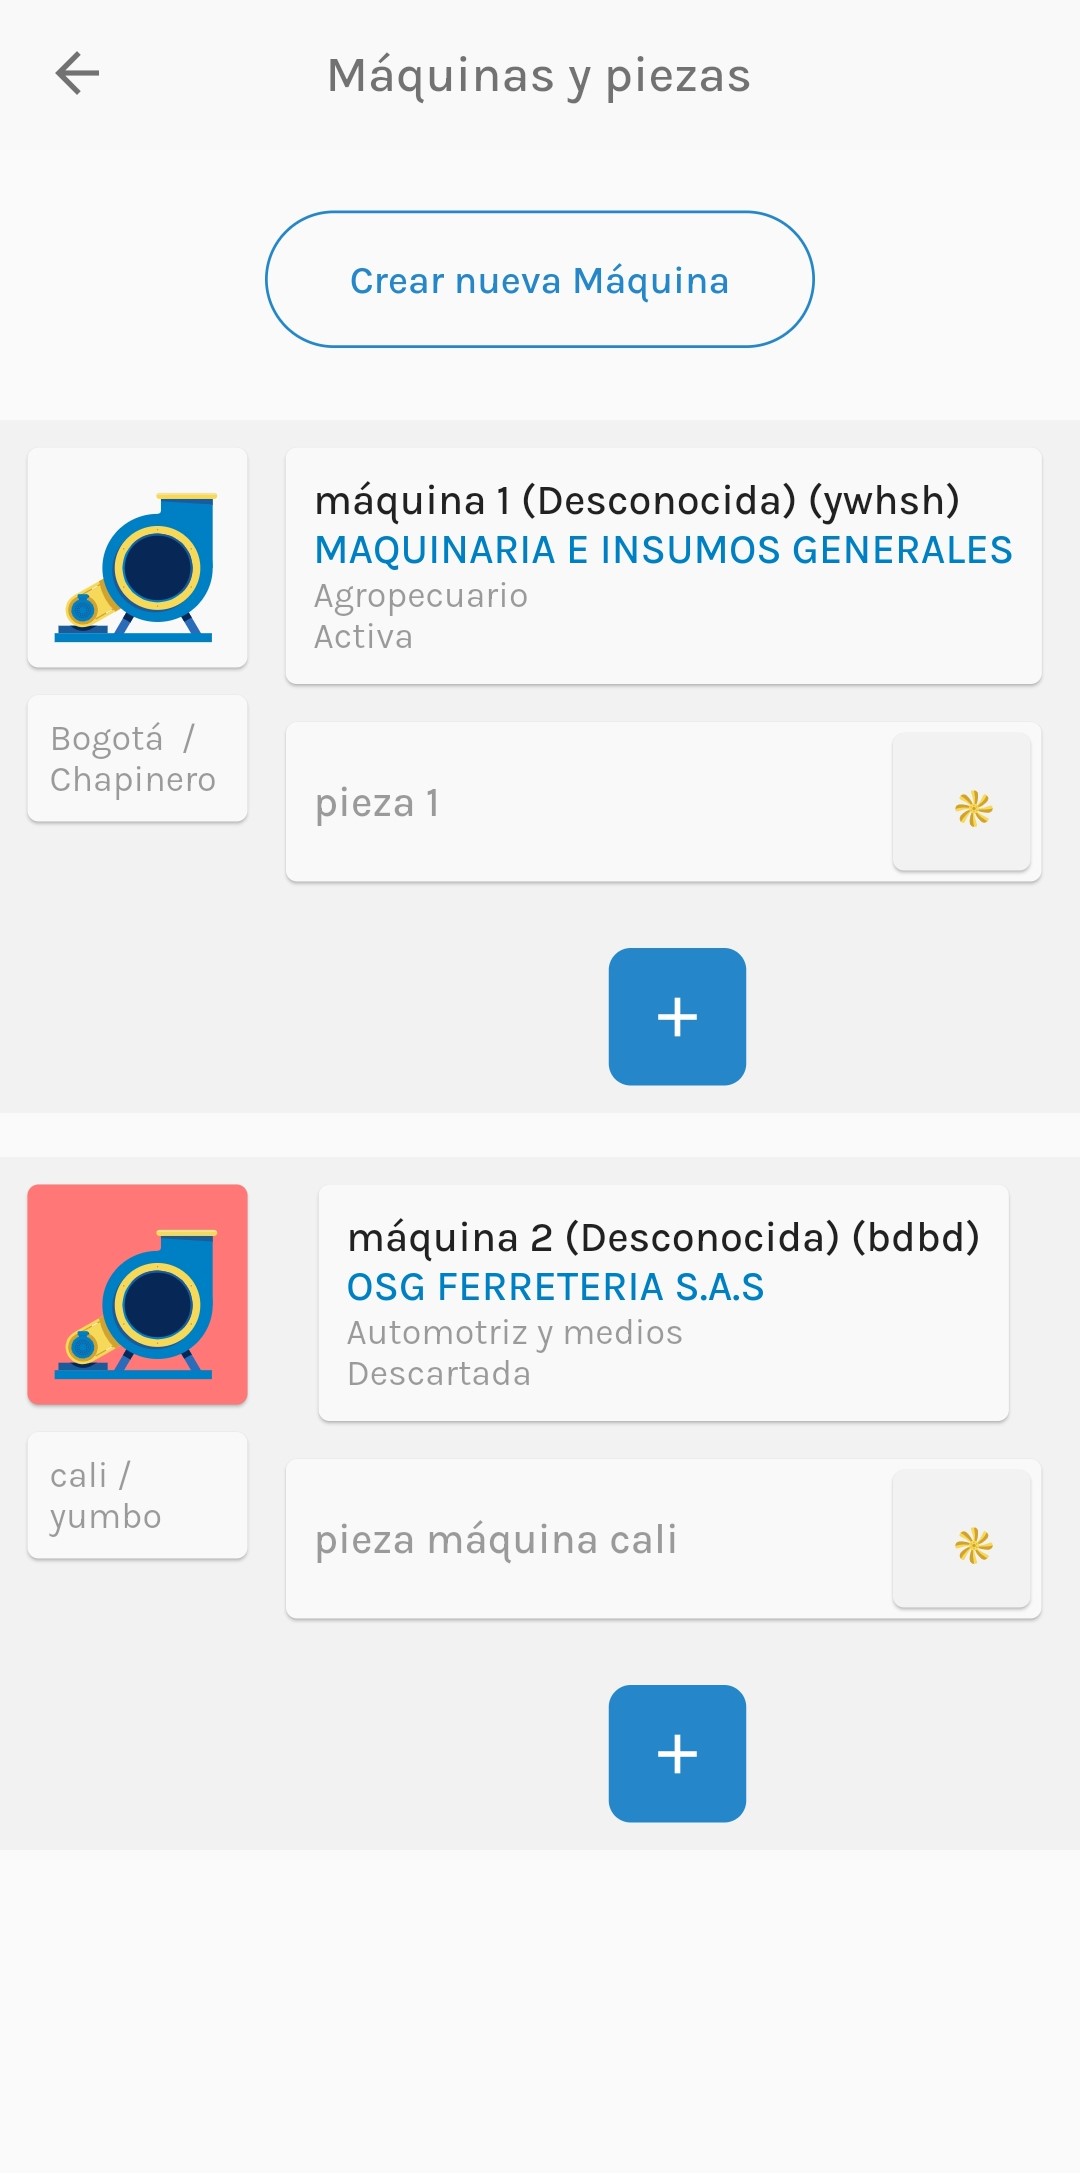 Máquinas y piezas
Crear nueva Máquina
máquina 1 (Desconocida) (ywhsh)
MAQUINARIA E INSUMOS GENERALES
Agropecuario
Activa
Bogotá /
Chapinero
pieza 1
+
máquina 2 (Desconocida) (bdbd)
OSG FERRETERIA S.A.S
Automotriz y medios
Descartada
cali /
yumbo
pieza máquina cali
+